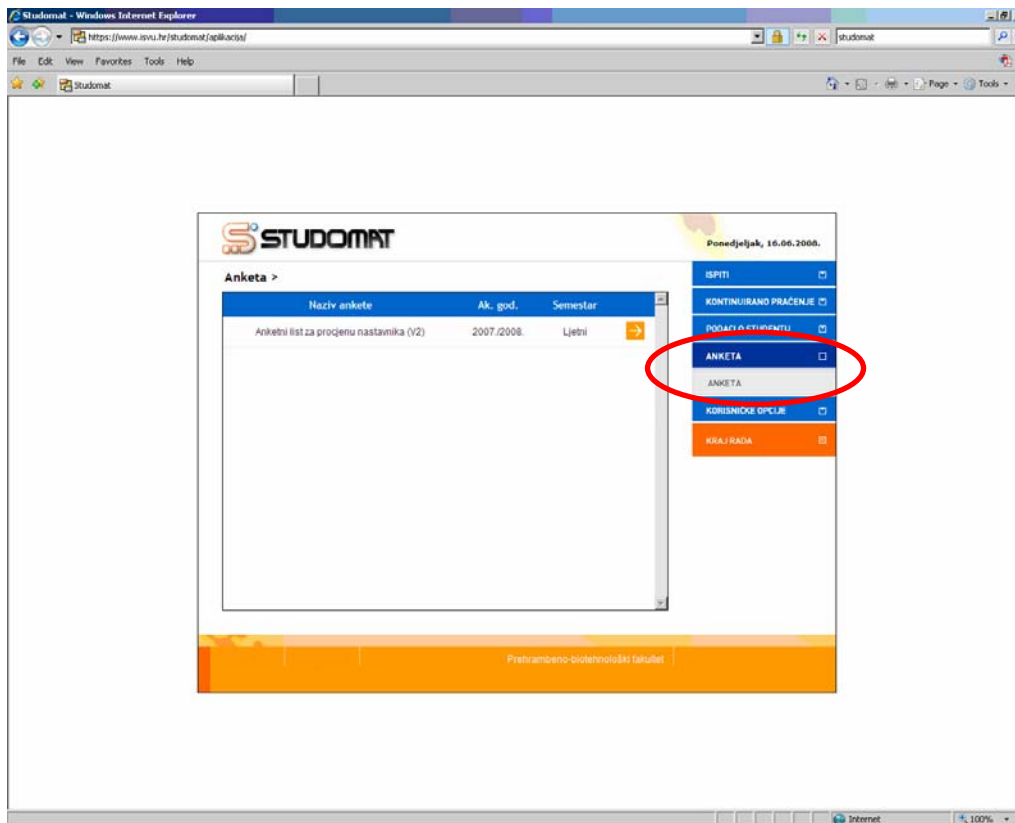 Studomat - Windows Internet Explorer
https://www.isvu.hr/studomat/aplikacija/
studomat
File Edit View Favorites Tools Help
Studomat
Page
Tools
STUDOMAT
Ponedjeljak, 16.06.2008.
Anketa >
Naziv ankete Ak. god. Semestar
Anketni list za procjenu nastavnika (V2) 2007./2008. Ljetni
ISPITI
KONTINUIRANO PRAĆENJE
PODACI O STUDENTU
ANKETA
ANKETA
KORISNIČKE OPCIJE
KRAJ RADA
Prehrambeno-biotehnološki fakultet
Internet
100%